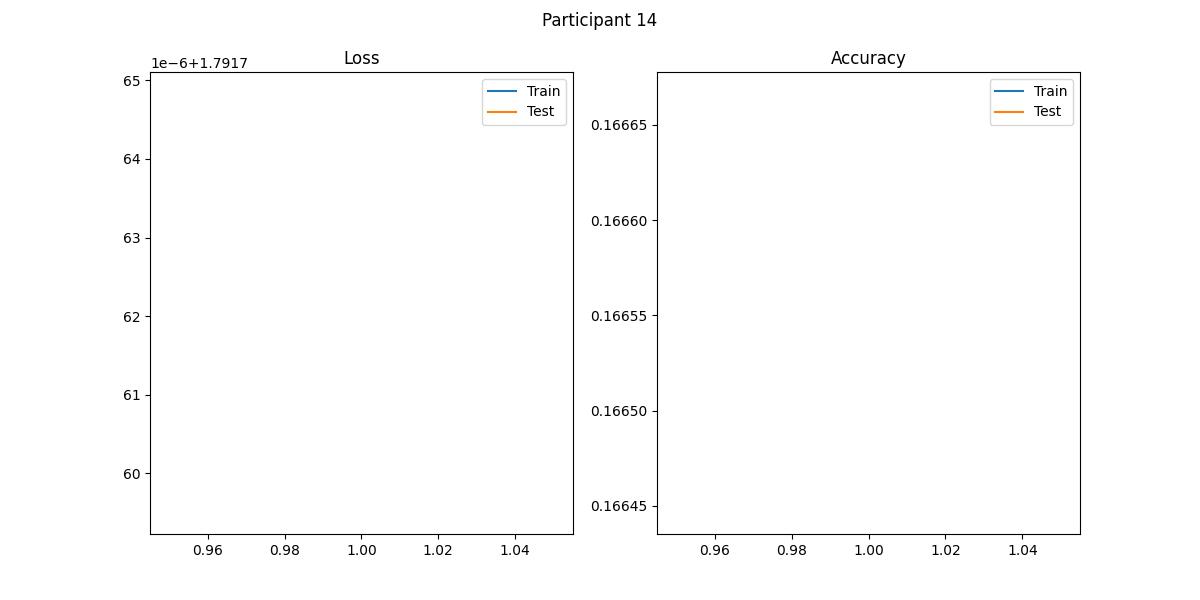 Participant 14
Loss
1e−6+1.7917
65
64
63
62
61
60
0.96 0.98 1.00 1.02 1.04
Train
Test
Accuracy
0.16665
0.16660
0.16655
0.16650
0.16645
0.96 0.98 1.00 1.02 1.04
Train
Test